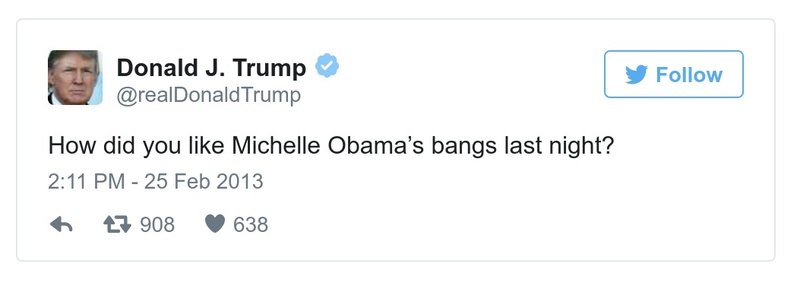 Donald J. Trump
@realDonaldTrump
Follow
How did you like Michelle Obama’s bangs last night?
2:11 PM - 25 Feb 2013
908 638